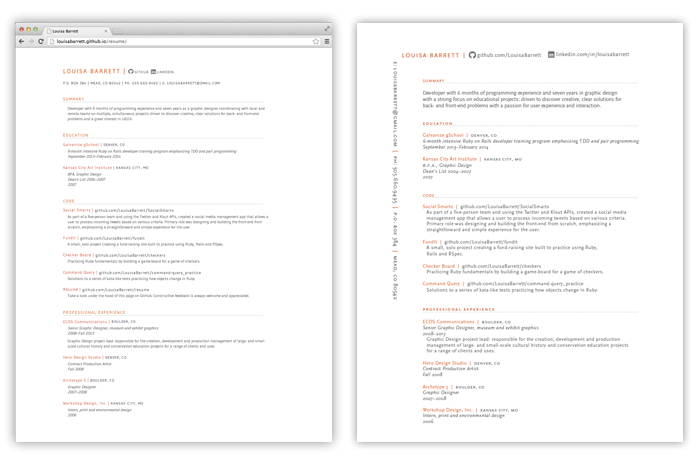 Louisa Barrett
louisabarrett.github.io/resume/
LOUISA BARRETT | GITHUB LINKEDIN
P.O. BOX 384 | MEAD, CO 80542 | E: LOUISABARRETT@GMAIL.COM
SUMMARY
Developer with 6 months of programming experience and seven years as a graphic designer coordinating with local and
remote teams on multiple, simultaneous projects driven to discover creative, clear solutions for back- and front-end
problems and a great interest in UI/UX.
EDUCATION
Galvanize gSchool | DENVER, CO
6-month intensive Ruby on Rails developer training program emphasizing TDD and pair programming
September 2013-February 2014
Kansas City Art Institute | KANSAS CITY, MO
BFA, Graphic Design
Dean's List 2004-2007
2007
CODE
Social Smarts | github.com/LouisaBarrett/SocialSmarts
As part of a five-person team and using the Twitter and Klout APIs, created a social media management app that allows a user
to process incoming tweets based on various criteria. Primary role was designing and building the front-end from
scratch, emphasizing a straightforward and simple experience for the user.
FundIt | github.com/LouisaBarrett/fundit
A small, solo project creating a fund-raising site built to practice using Ruby, Rails and RSpec.
Checker Board | github.com/LouisaBarrett/checkers
Practicing Ruby fundamentals by building a game-board for a game of checkers.
Command Query | github.com/LouisaBarrett/command-query_practice
Solutions to a series of kata-like tests practicing how objects change in Ruby.
Résumé | github.com/LouisaBarrett/resume
Take a look under the hood of this page on GitHub. Constructive feedback is always welcome and appreciated.
PROFESSIONAL EXPERIENCE
ECOS Communications | BOULDER, CO
Senior Graphic Designer, museum and exhibit graphics
2008-2013
Graphic Designer project lead: responsible for the creation, development and production management of large- and small-
scale cultural history and conservation education projects for a range of clients and uses.
Hero Design Studio | DENVER, CO
Contract Production Artist
Fall 2008
Archetype 5 | BOULDER, CO
Graphic Designer
2007-2008
Workshop Design, Inc. | KANSAS CITY, MO
Intern, print and environmental design
2006
LOUISA BARRETT | github.com/LouisaBarrett linkedin.com/in/louisabarrett
E: LOUISABARRETT@GMAIL.COM | PH: 505.660.9495 | P.O. BOX 384 | MEAD, CO 80542
SUMMARY
Developer with 6 months of programming experience and seven years in graphic design
with a strong focus on educational projects: driven to discover creative, clear solutions for
back- and front-end problems with a passion for user experience and interaction.
EDUCATION
Galvanize gSchool | DENVER, CO
6-month intensive Ruby on Rails developer training program emphasizing TDD and pair programming
September 2013-February 2014
Kansas City Art Institute | KANSAS CITY, MO
B.F.A., Graphic Design
Dean's List 2004-2007
2007
CODE
Social Smarts | github.com/LouisaBarrett/SocialSmarts
As part of a five-person team and using the Twitter and Klout APIs, created a social media
management app that allows a user to process incoming tweets based on various criteria.
Primary role was designing and building the front-end from scratch, emphasizing a
straightforward and simple experience for the user.
FundIt | github.com/LouisaBarrett/fundit
A small, solo project creating a fund-raising site built to practice using Ruby,
Rails and RSpec.
Checker Board | github.com/LouisaBarrett/checkers
Practicing Ruby fundamentals by building a game-board for a game of checkers.
Command Query | github.com/LouisaBarrett/command-query_practice
Solutions to a series of kata-like tests practicing how objects change in Ruby.
PROFESSIONAL EXPERIENCE
ECOS Communications | BOULDER, CO
Senior Graphic Designer, museum and exhibit graphics
2008-2013
Graphic Design project lead: responsible for the creation, development and production
management of large- and small-scale cultural history and conservation education projects
for a range of clients and uses.
Hero Design Studio | DENVER, CO
Contract Production Artist
Fall 2008
Archetype 5 | BOULDER, CO
Graphic Designer
2007-2008
Workshop Design, Inc. | KANSAS CITY, MO
Intern, print and environmental design
2006